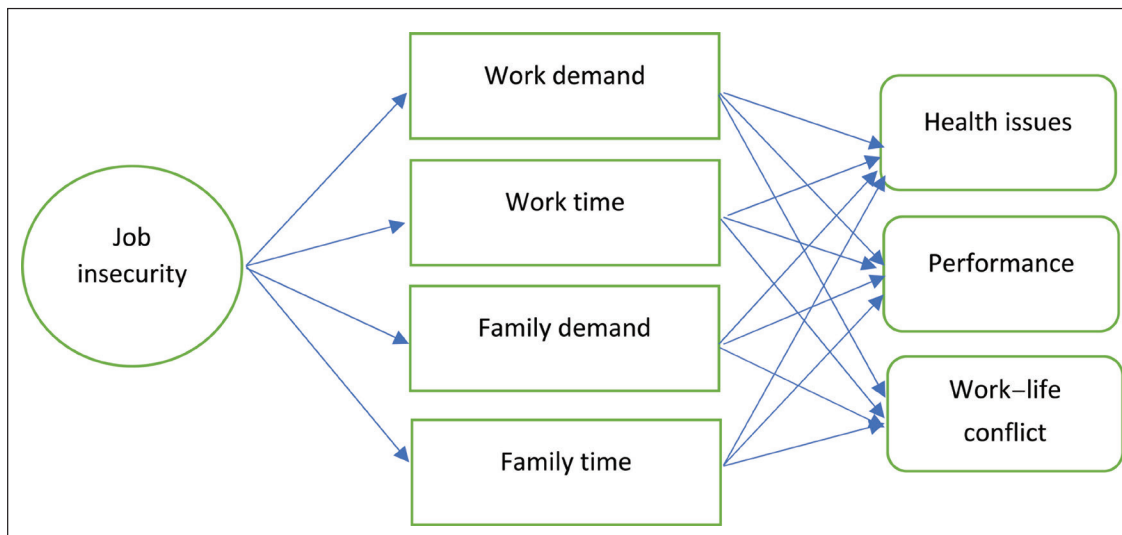 Job
insecurity
Work demand
Work time
Family demand
Family time
Health issues
Performance
Work–life
conflict